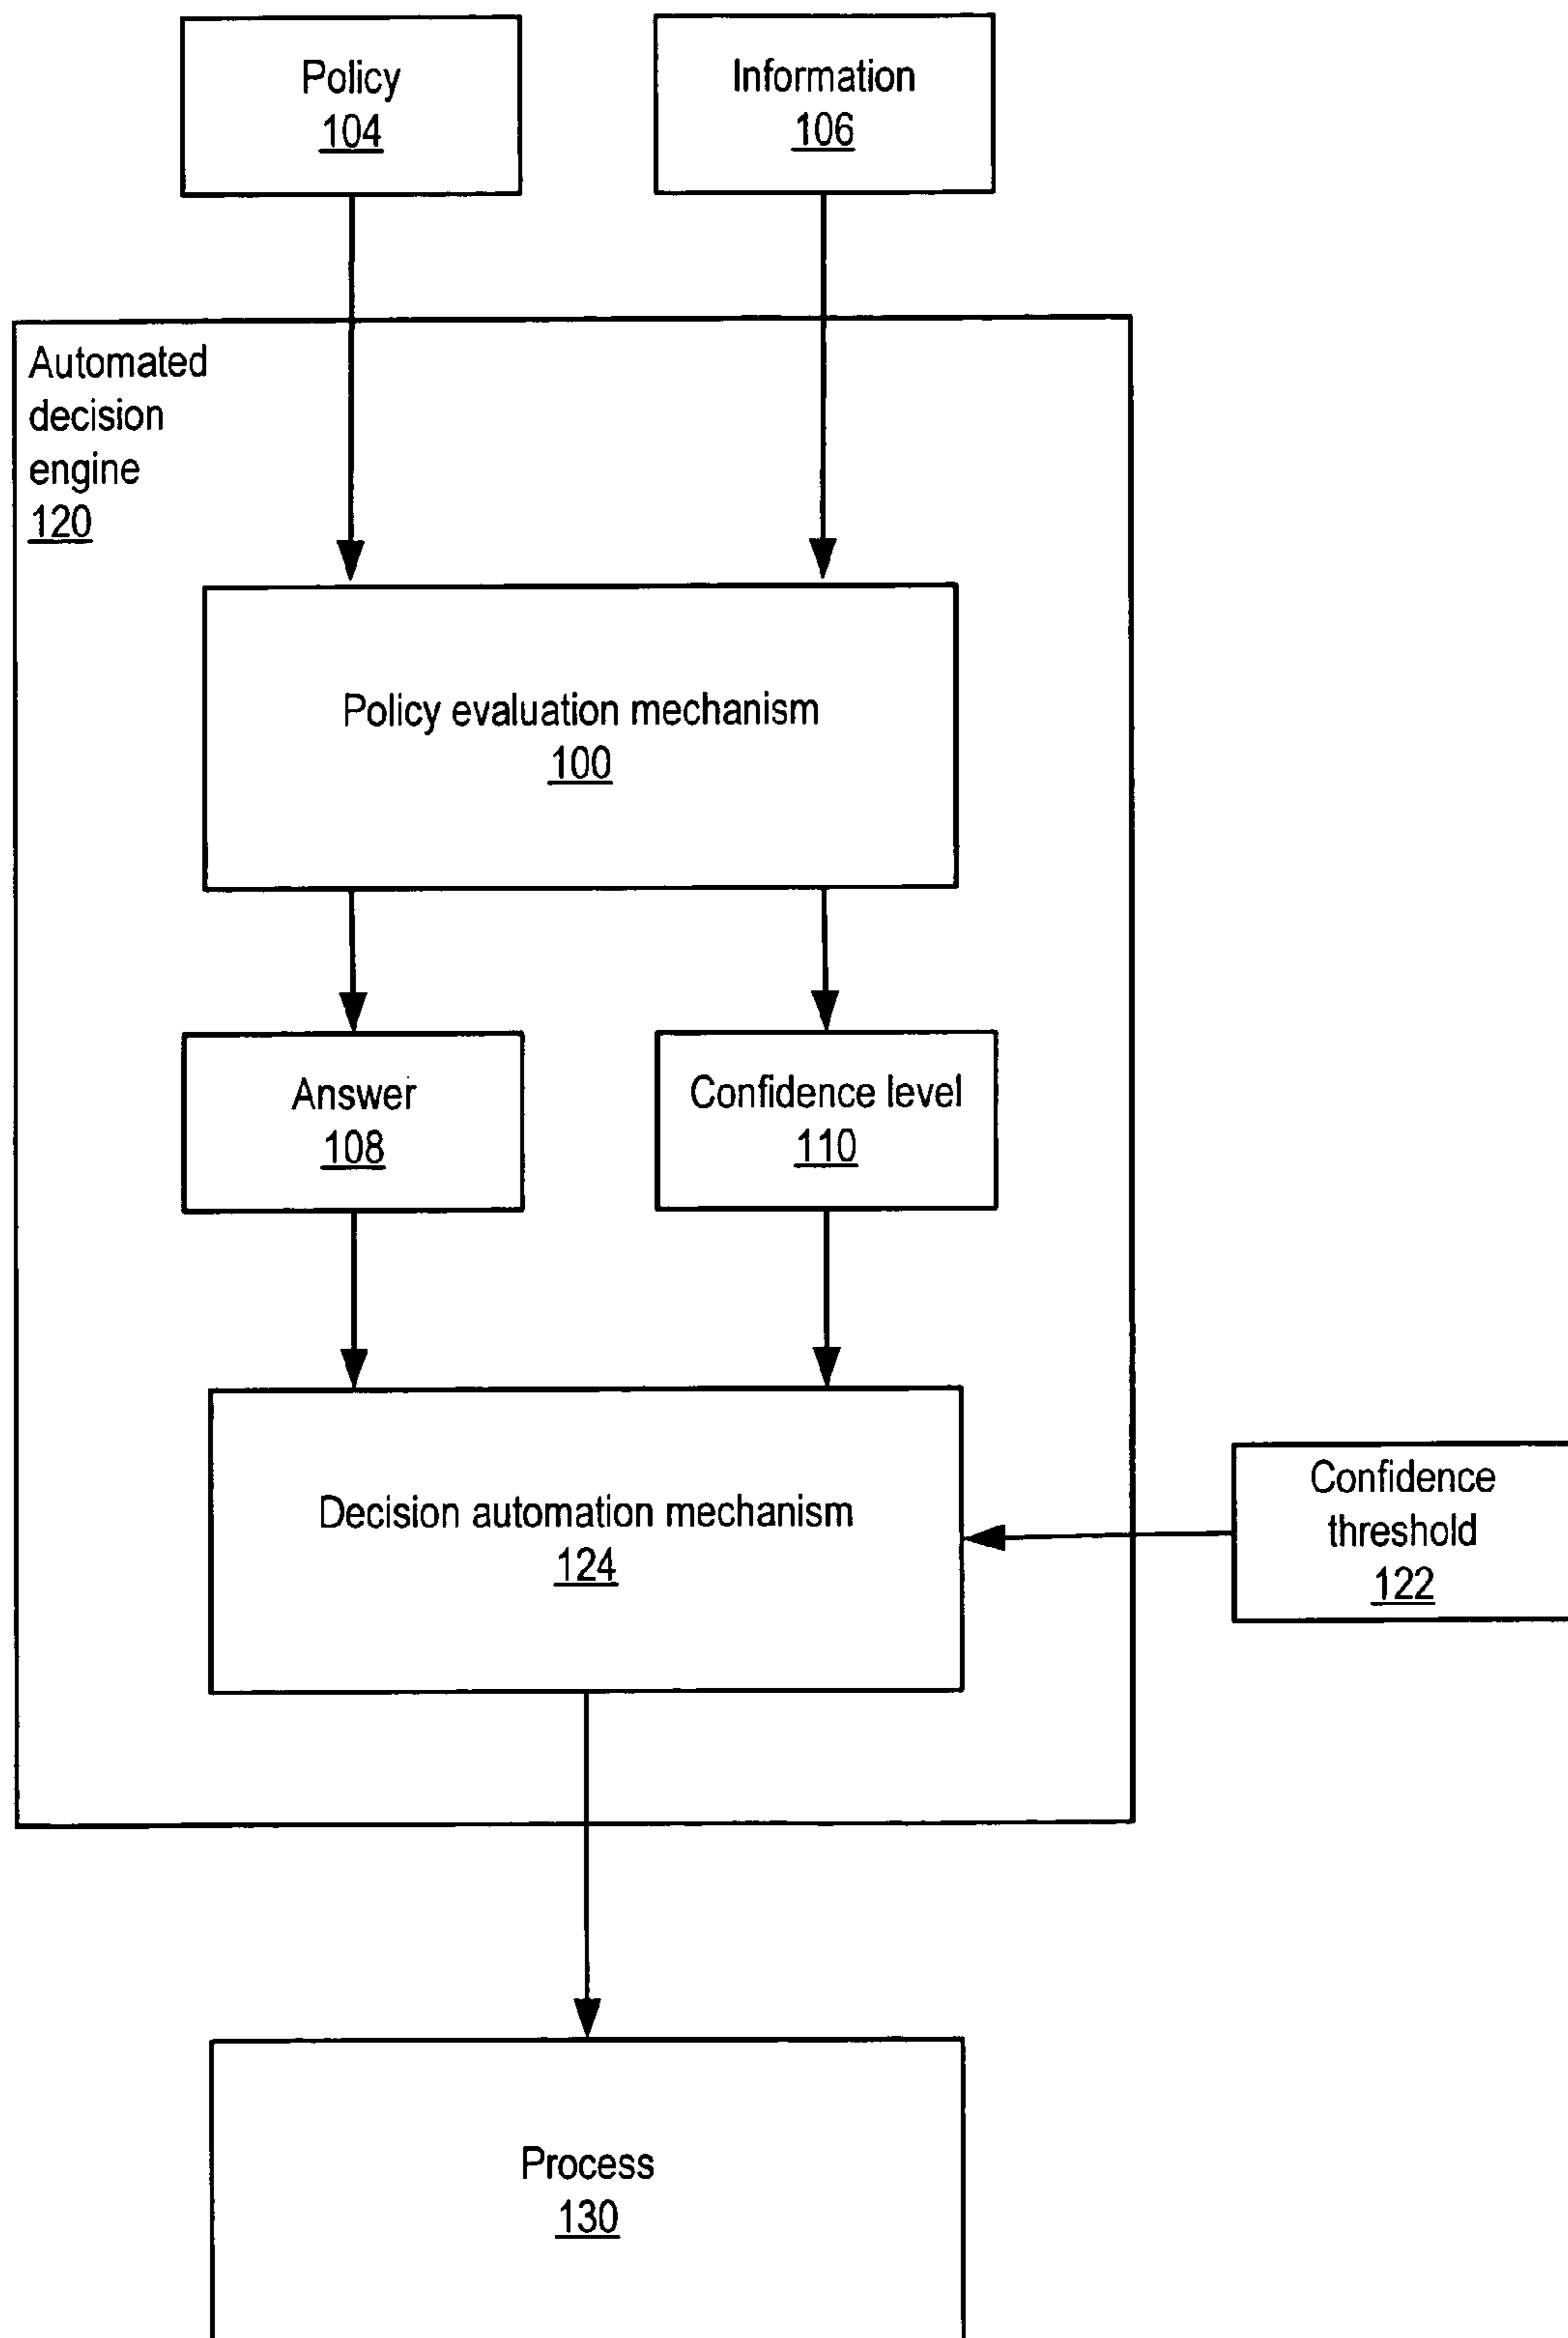 Policy
104
Information
106
Automated
decision
engine
120
Policy evaluation mechanism
100
Answer
108
Confidence level
110
Decision automation mechanism
124
Confidence
threshold
122
Process
130